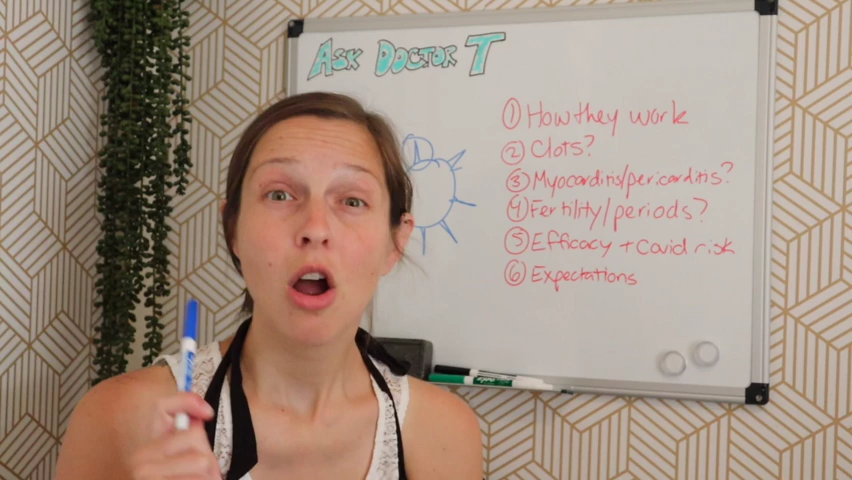 Ask Doctor T
① How they work
② Clots?
③ Myocarditis/pericarditis?
④ Fertility/periods?
⑤ Efficacy + Covid risk
⑥ Expectations